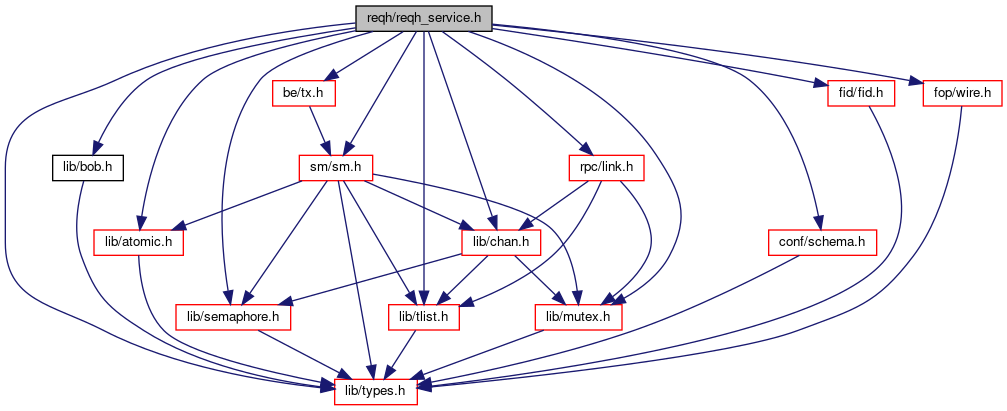 reqh/reqh_service.h
be/tx.h
fid/fid.h
fop/wire.h
lib/bob.h
sm/sm.h
rpc/link.h
lib/atomic.h
lib/chan.h
conf/schema.h
lib/semaphore.h
lib/tlist.h
lib/mutex.h
lib/types.h